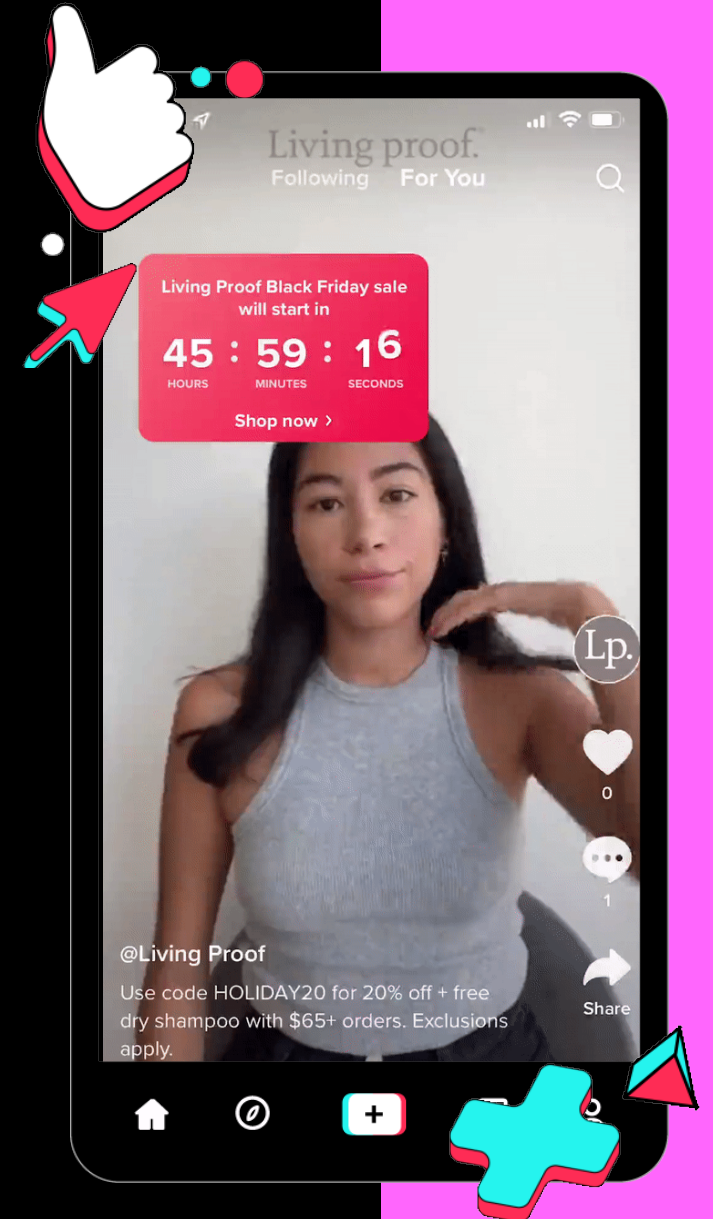 Living proof.
Following For You
Living Proof Black Friday sale
will start in
45 : 59 : 16
HOURS MINUTES SECONDS
Shop now >
Lp.
0
1
@Living Proof
Use code HOLIDAY20 for 20% off + free
dry shampoo with $65+ orders. Exclusions
apply.
Share